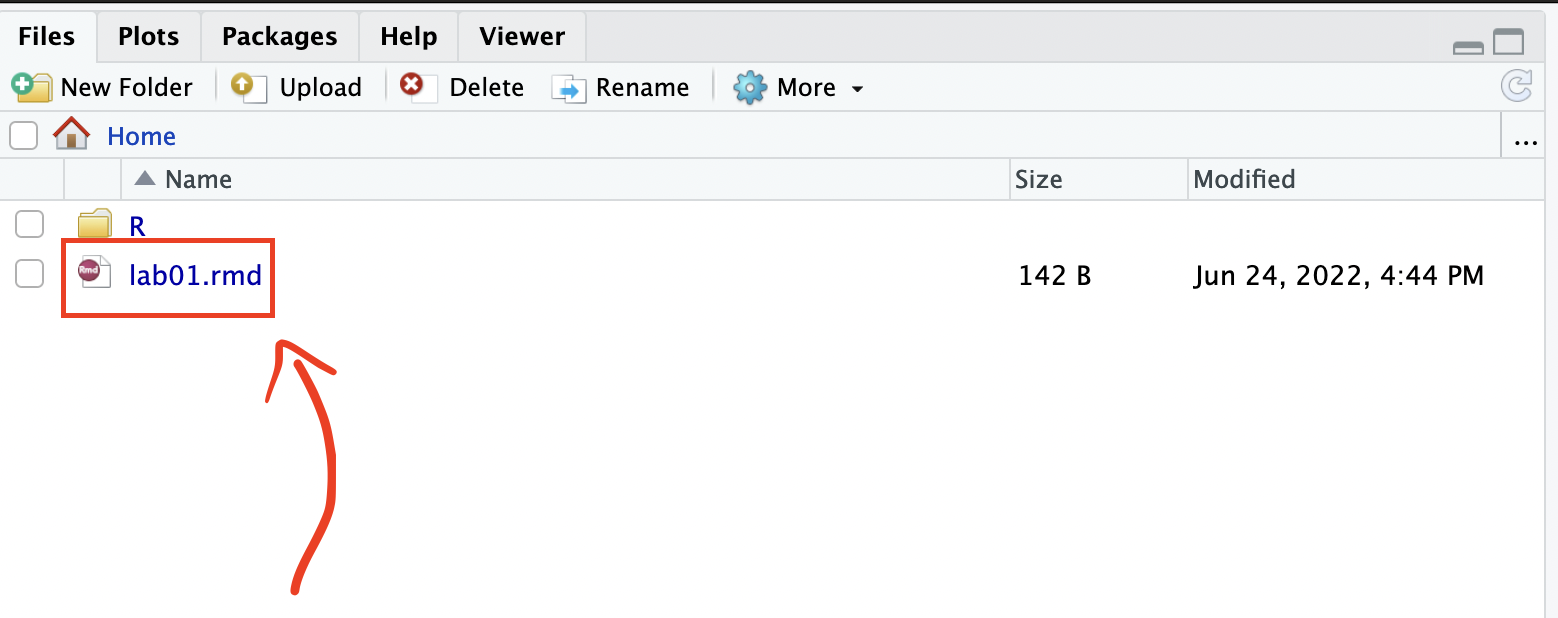 Files Plots Packages Help Viewer
New Folder Upload Delete Rename More
Home ...
Name Size Modified
R
Rmd lab01.rmd 142 B Jun 24, 2022, 4:44 PM